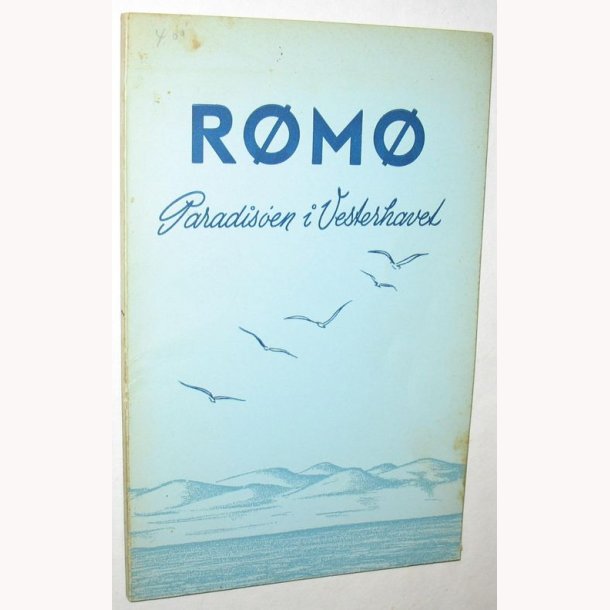 RØMØ
Paradisøen i Vesterhavet